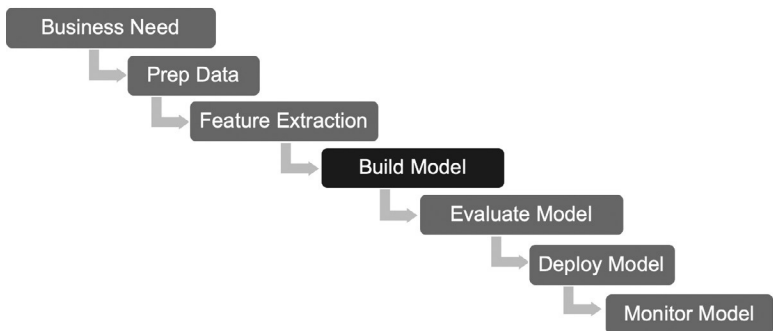 Business Need
Prep Data
Feature Extraction
Build Model
Evaluate Model
Deploy Model
Monitor Model